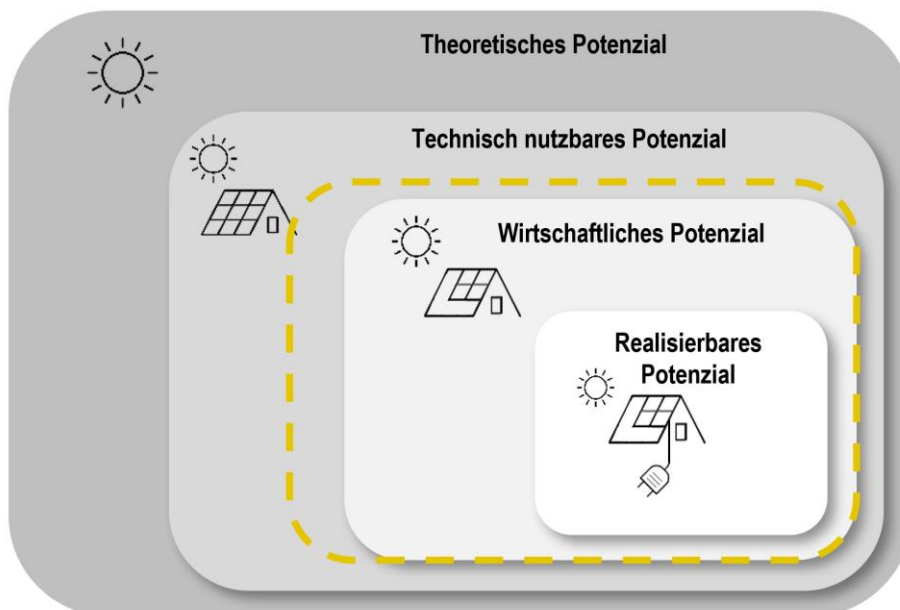 Theoretisches Potenzial
Technisch nutzbares Potenzial
Wirtschaftliches Potenzial
Realisierbares
Potenzial